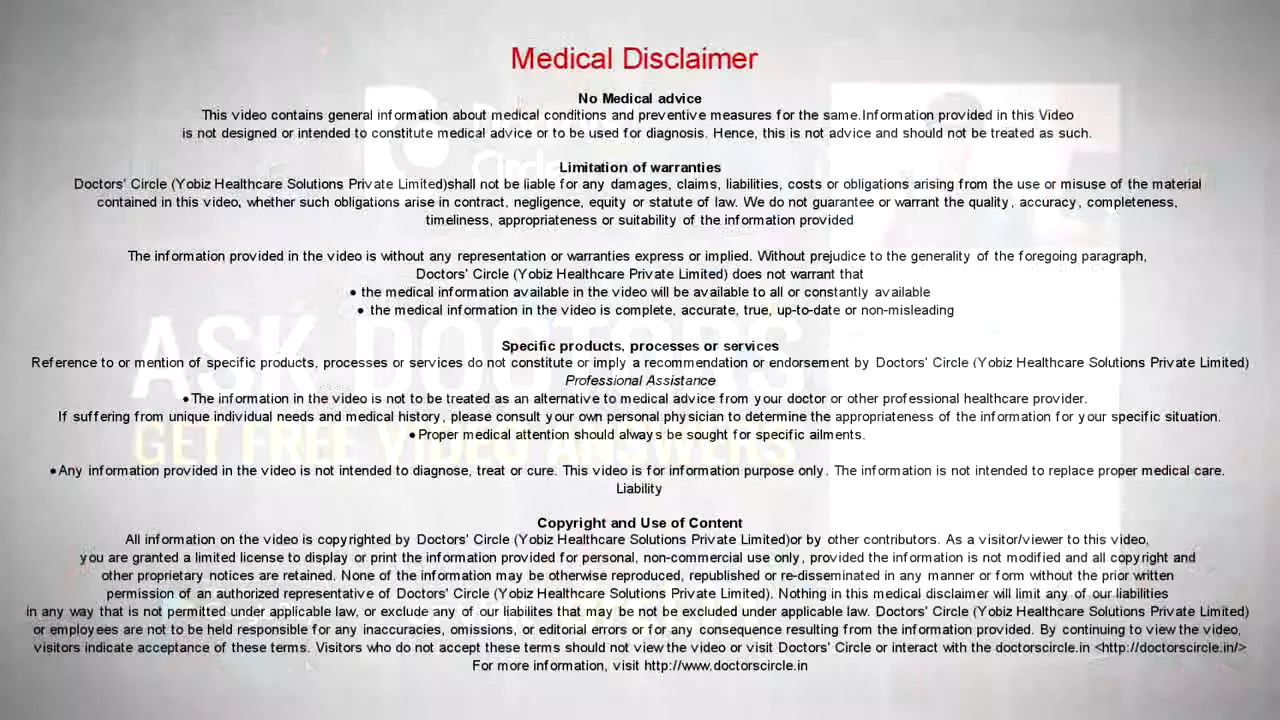 Medical Disclaimer
No Medical advice
This video contains general information about medical conditions and preventive measures for the same.Information provided in this Video
is not designed or intended to constitute medical advice or to be used for diagnosis. Hence, this is not advice and should not be treated as such.
Limitation of warranties
Doctors' Circle (Yobiz Healthcare Solutions Private Limited)shall not be liable for any damages, claims, liabilities, costs or obligations arising from the use or misuse of the material
contained in this video, whether such obligations arise in contract, negligence, equity or statute of law. We do not guarantee or warrant the quality, accuracy, completeness,
timeliness, appropriateness or suitability of the information provided
The information provided in the video is without any representation or warranties express or implied. Without prejudice to the generality of the foregoing paragraph,
Doctors' Circle (Yobiz Healthcare Private Limited) does not warrant that
• the medical information available in the video will be available to all or constantly available
• the medical information in the video is complete, accurate, true, up-to-date or non-misleading
ASK DOCTORS
Specific products, processes or services
Reference to or mention of specific products, processes or services do not constitute or imply a recommendation or endorsement by Doctors' Circle (Yobiz Healthcare Solutions Private Limited)
Professional Assistance
•The information in the video is not to be treated as an alternative to medical advice from your doctor or other professional healthcare provider.
If suffering from unique individual needs and medical history, please consult your own personal physician to determine the appropriateness of the information for your specific situation.
•Proper medical attention should always be sought for specific ailments.
GET FREE VIDEO ANSWERS
•Any information provided in the video is not intended to diagnose, treat or cure. This video is for information purpose only. The information is not intended to replace proper medical care.
Liability
Copyright and Use of Content
All information on the video is copyrighted by Doctors' Circle (Yobiz Healthcare Solutions Private Limited)or by other contributors. As a visitor/viewer to this video,
you are granted a limited license to display or print the information provided for personal, non-commercial use only, provided the information is not modified and all copyright and
other proprietary notices are retained. None of the information may be otherwise reproduced, republished or re-disseminated in any manner or form without the prior written
permission of an authorized representative of Doctors' Circle (Yobiz Healthcare Solutions Private Limited). Nothing in this medical disclaimer will limit any of our liabilities
in any way that is not permitted under applicable law, or exclude any of our liabilites that may be not be excluded under applicable law. Doctors' Circle (Yobiz Healthcare Solutions Private Limited)
or employees are not to be held responsible for any inaccuracies, omissions, or editorial errors or for any consequence resulting from the information provided. By continuing to view the video,
visitors indicate acceptance of these terms. Visitors who do not accept these terms should not view the video or visit Doctors' Circle or interact with the doctorscircle.in <http://doctorscircle.in/>
For more information, visit http://www.doctorscircle.in